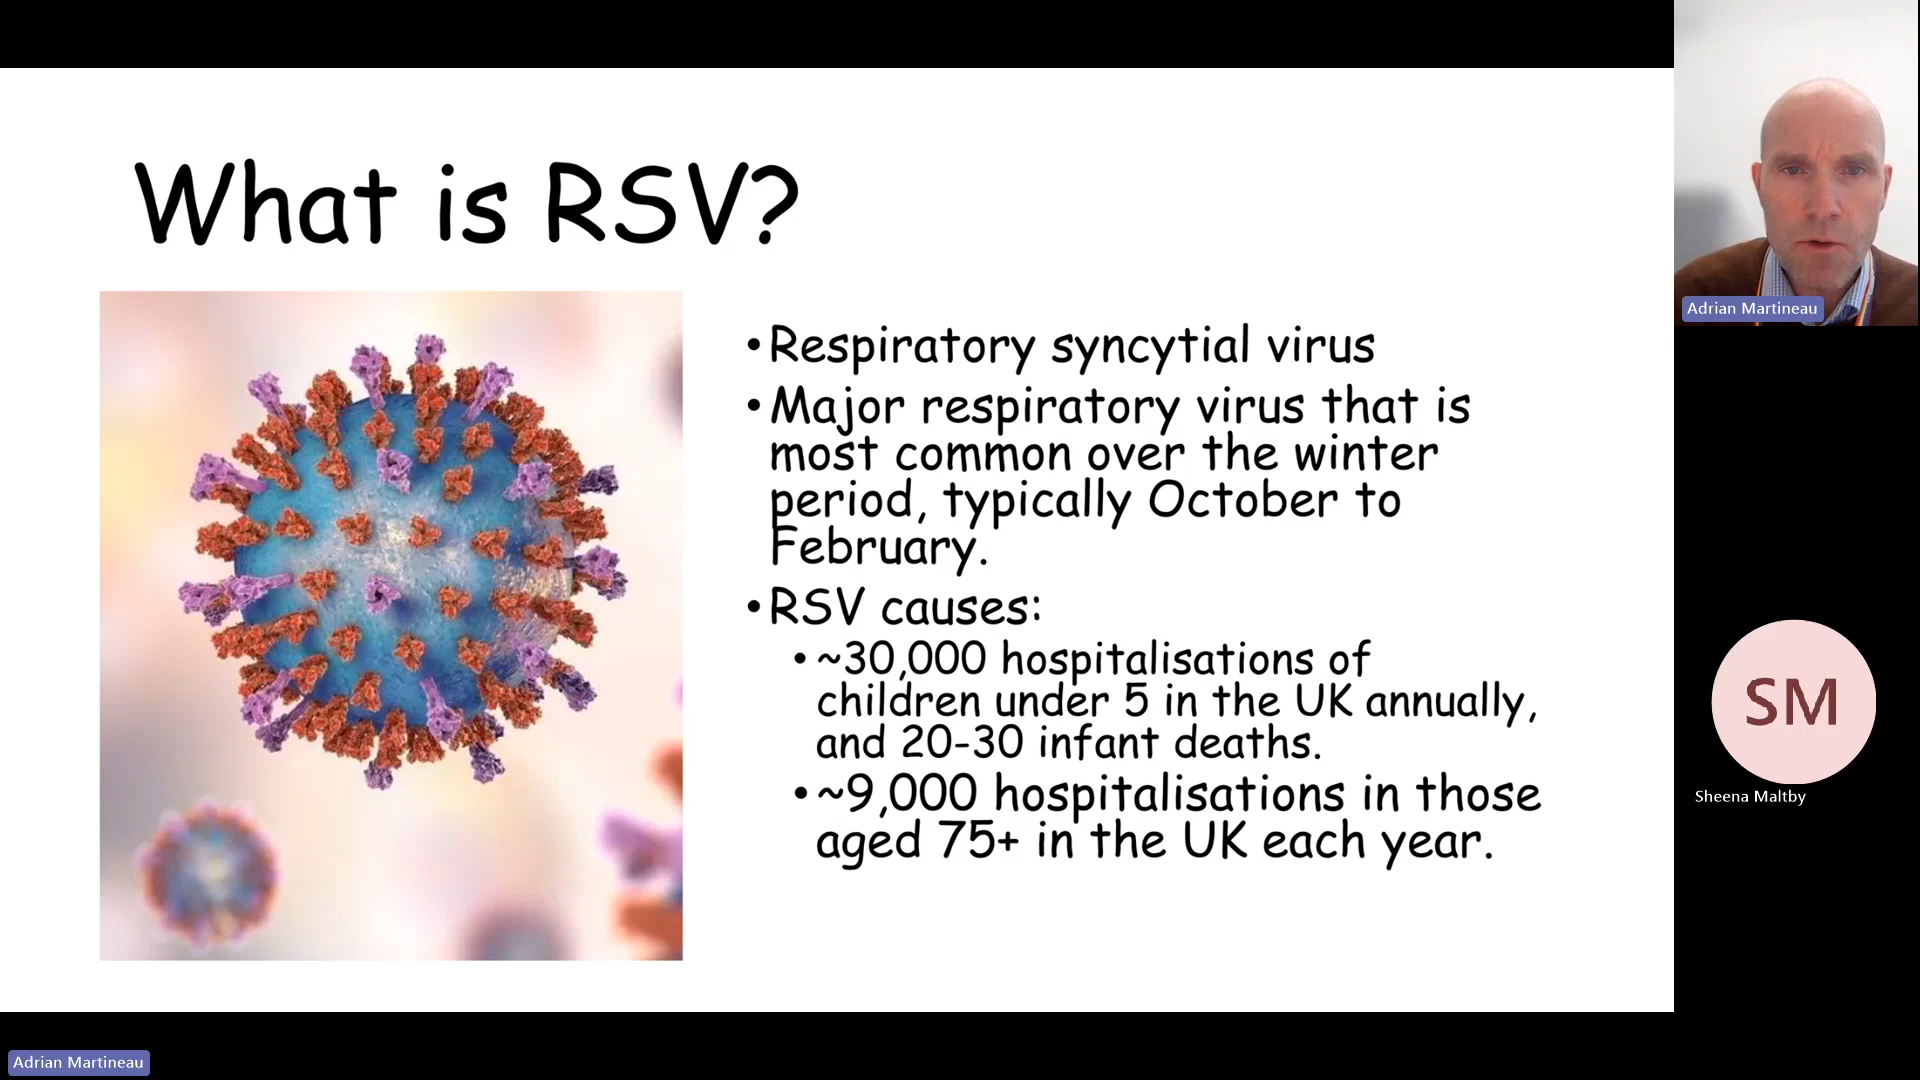 What is RSV?
• Respiratory syncytial virus
• Major respiratory virus that is
most common over the winter
period, typically October to
February.
• RSV causes:
• ~30,000 hospitalisations of
children under 5 in the UK annually,
and 20-30 infant deaths.
• ~9,000 hospitalisations in those
aged 75+ in the UK each year.
Adrian Martineau
SM
Sheena Maltby
Adrian Martineau